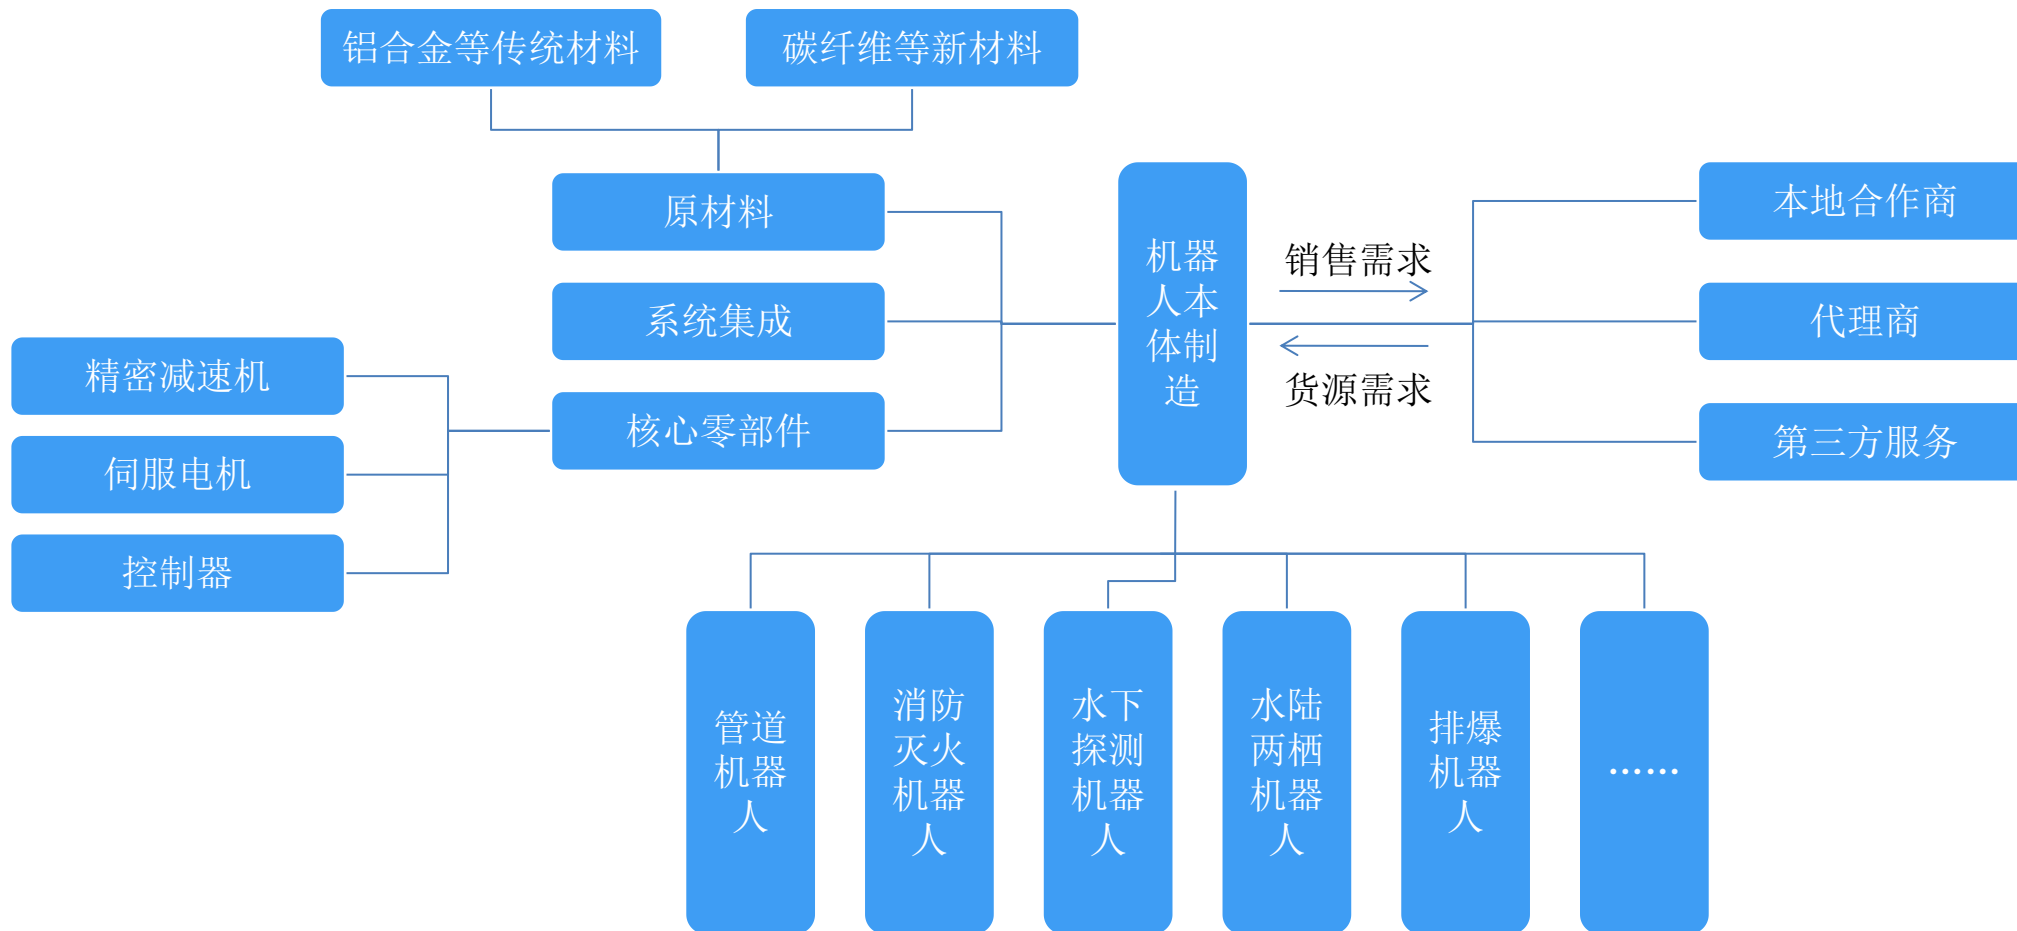 铝合金等传统材料
碳纤维等新材料
原材料
系统集成
核心零部件
精密减速机
伺服电机
控制器
机器
人本
体制
造
销售需求
货源需求
本地合作商
代理商
第三方服务
管道
机器
人
消防
灭火
机器
人
水下
探测
机器
人
水陆
两栖
机器
人
排爆
机器
人
……